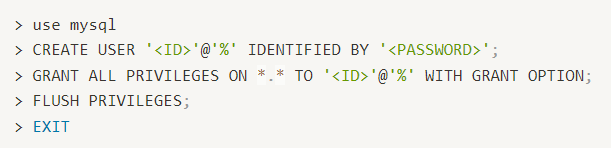 > use mysql
> CREATE USER '<ID>'@'%' IDENTIFIED BY '<PASSWORD>';
> GRANT ALL PRIVILEGES ON *.* TO '<ID>'@'%' WITH GRANT OPTION;
> FLUSH PRIVILEGES;
> EXIT